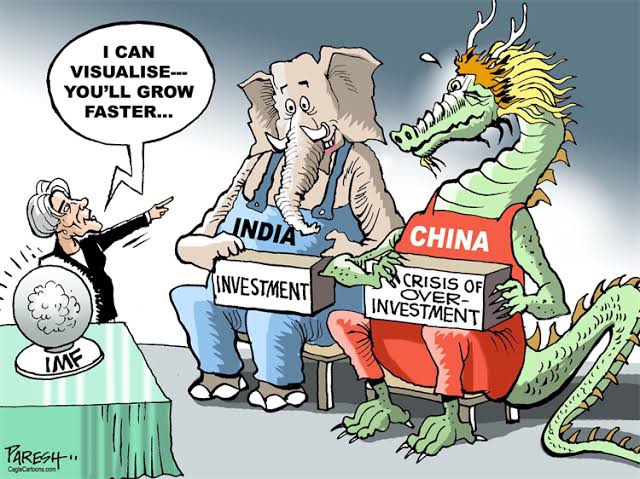 I CAN
VISUALISE---
YOU'LL GROW
FASTER...
INDIA
CHINA
INVESTMENT
CRISIS OF
OVER-
INVESTMENT
IMF
PARESH
CagleCartoons.com